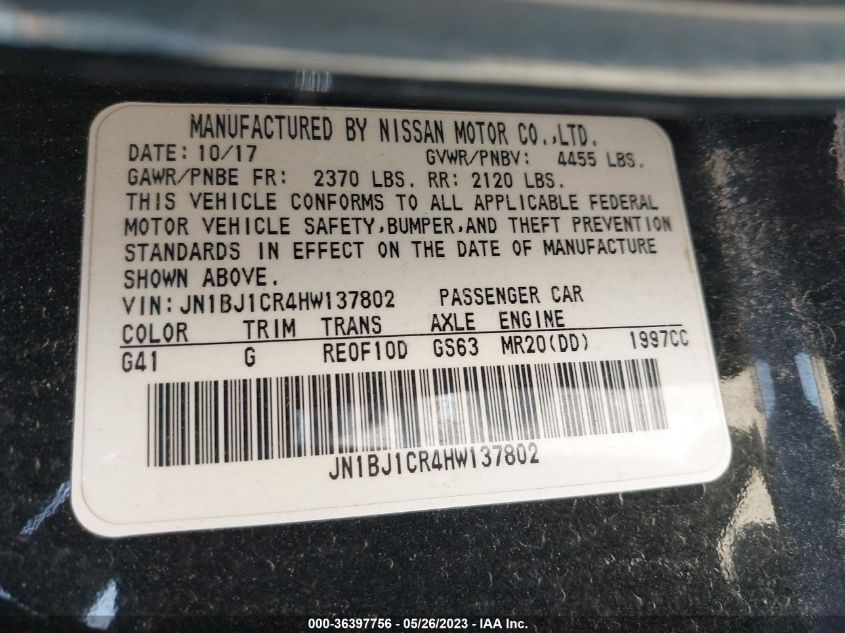 MANUFACTURED BY NISSAN MOTOR CO.,LTD.
DATE: 10/17 GVWR/PNBV: 4455 LBS.
GAWR/PNBE FR: 2370 LBS. RR: 2120 LBS.
THIS VEHICLE CONFORMS TO ALL APPLICABLE FEDERAL
MOTOR VEHICLE SAFETY,BUMPER,AND THEFT PREVENTION
STANDARDS IN EFFECT ON THE DATE OF MANUFACTURE
SHOWN ABOVE.
VIN: JN1BJ1CR4HW137802 PASSENGER CAR
COLOR TRIM TRANS AXLE ENGINE
G41 G RE0F10D GS63 MR20(DD) 1997CC
JN1BJ1CR4HW137802
000-36397756 - 05/26/2023 - IAA Inc.